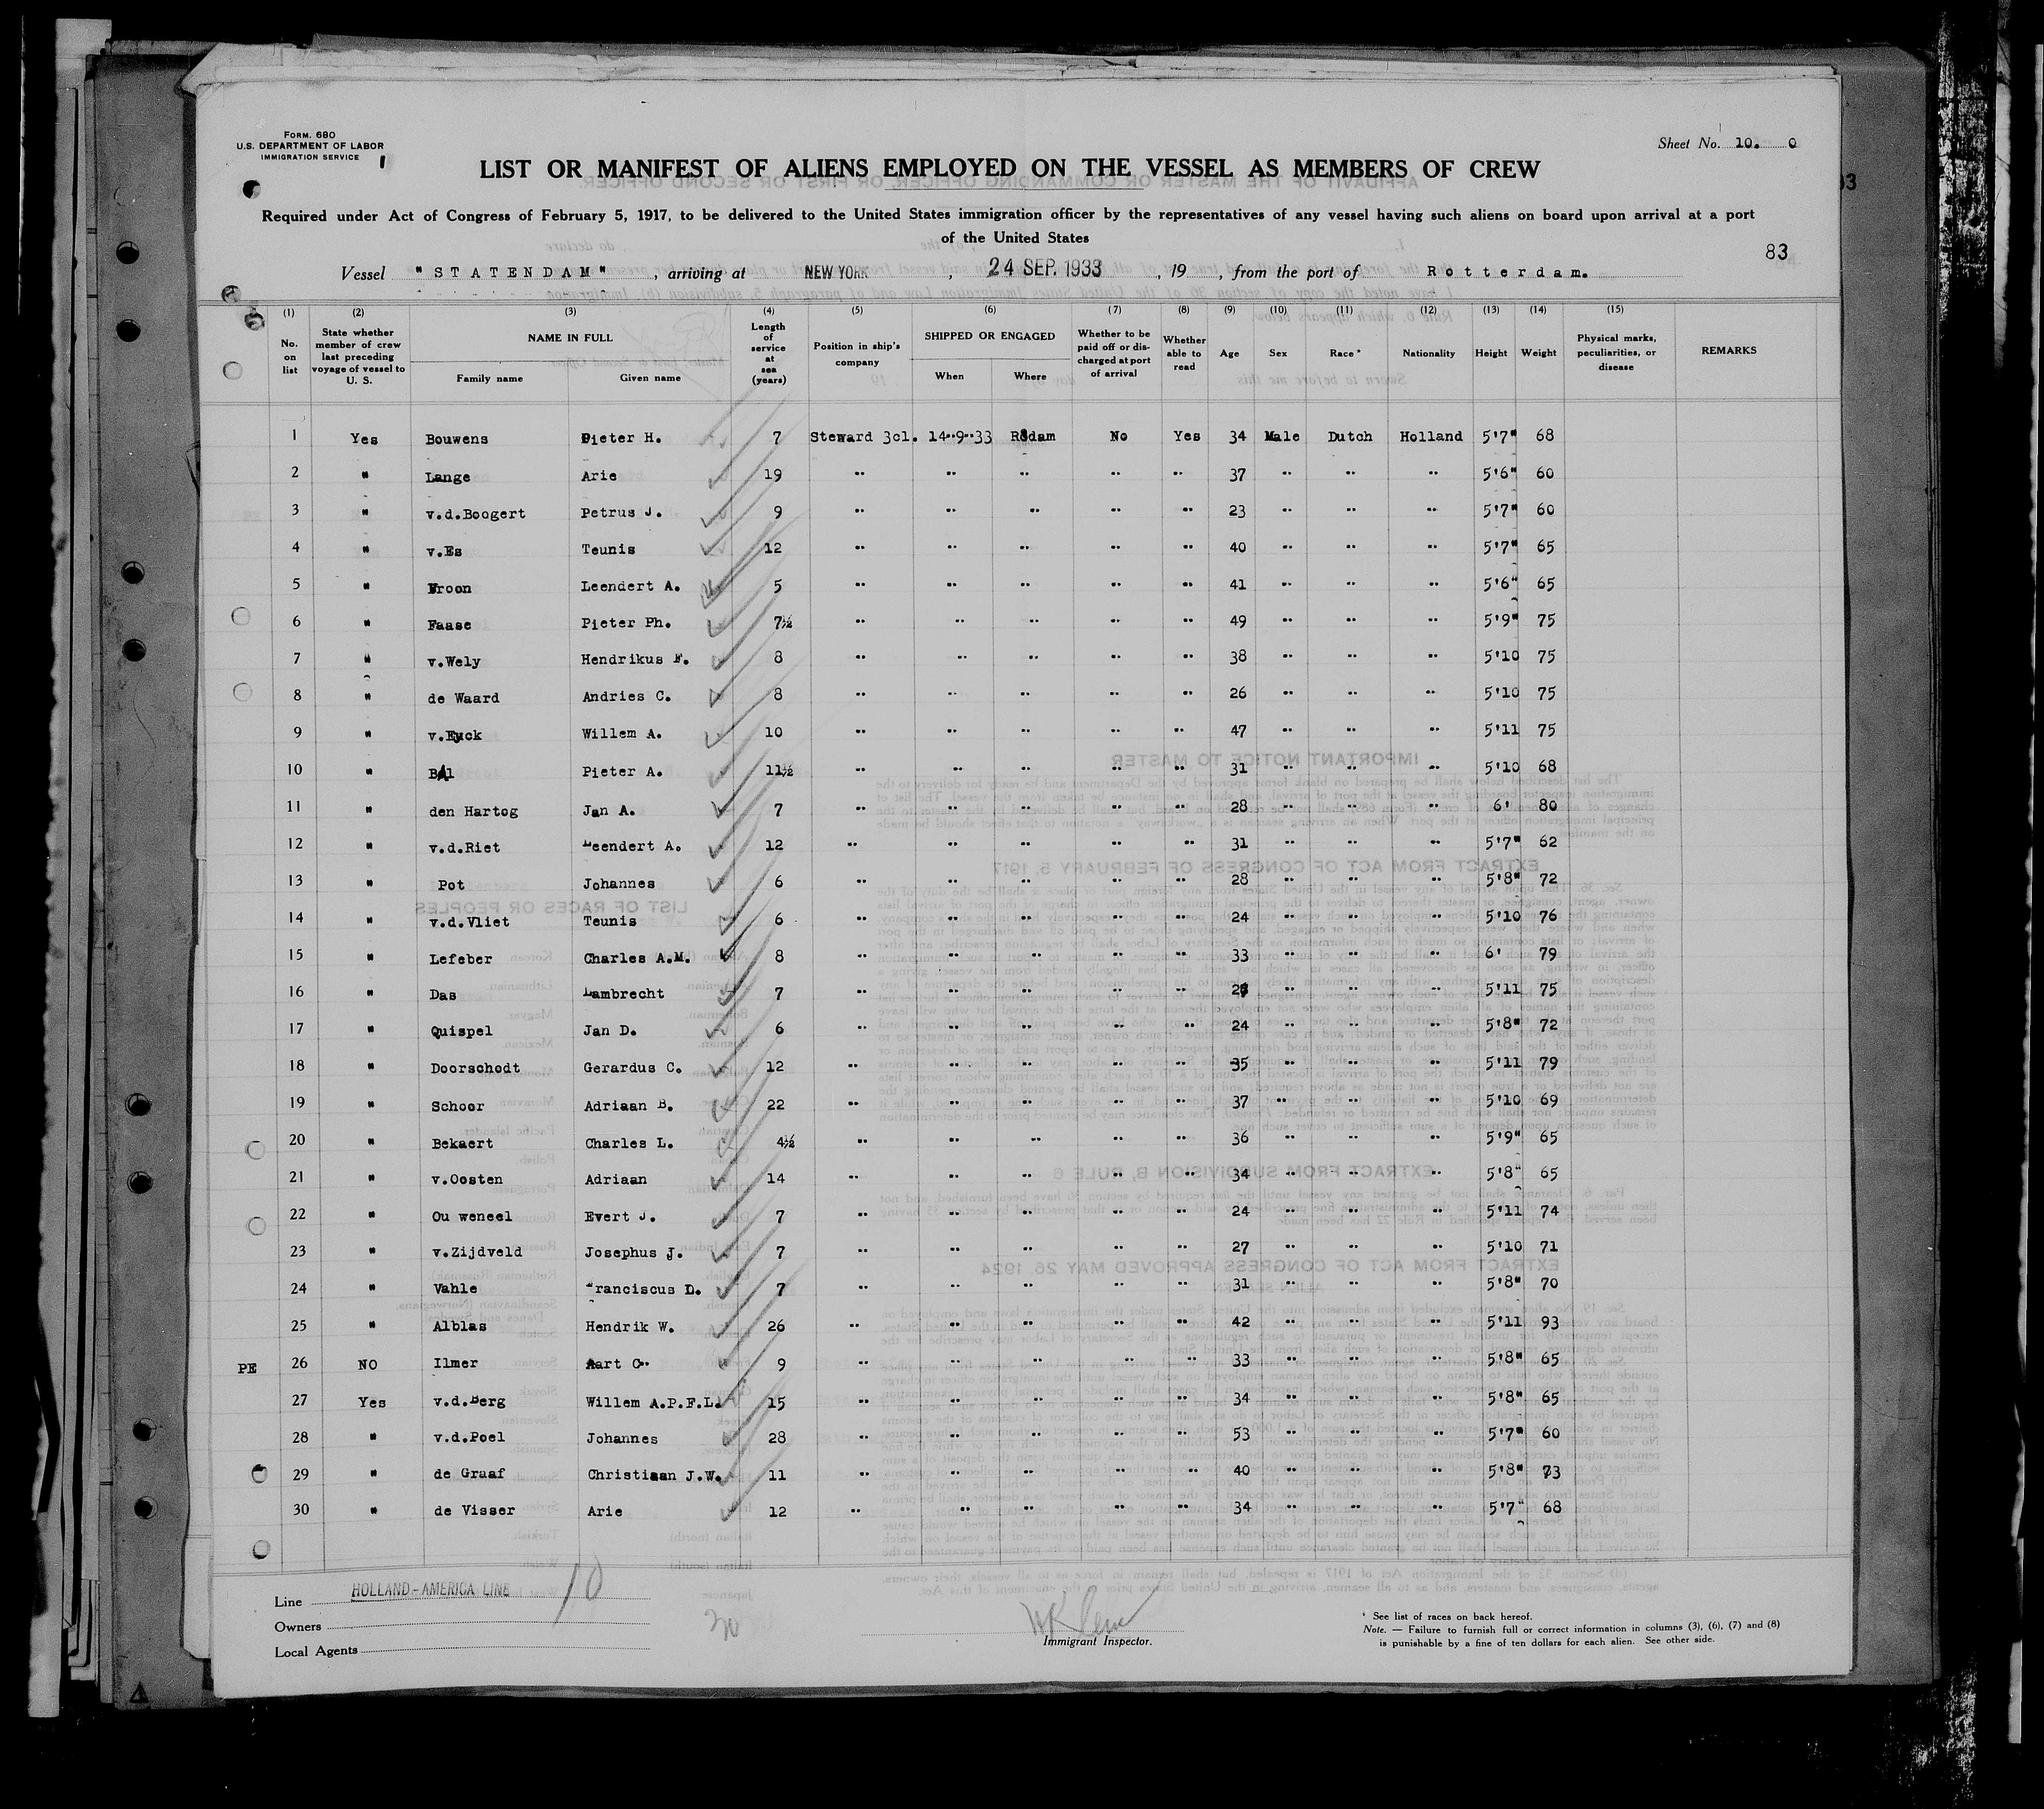 Form. 680
U.S. DEPARTMENT OF LABOR
IMMIGRATION SERVICE
Sheet No. 10. 0
LIST OR MANIFEST OF ALIENS EMPLOYED ON THE VESSEL AS MEMBERS OF CREW
Required under Act of Congress of February 5, 1917, to be delivered to the United States immigration officer by the representatives of any vessel having such aliens on board upon arrival at a port
of the United States
83
Vessel "STATENDAM", arriving at NEW YORK, 24 SEP. 1933, 19 , from the port of Rotterdam.
(1) (2) (3) (4) (5) (6) (7) (8) (9) (10) (11) (12) (13) (14) (15)
No. on list State whether member of crew last preceding voyage of vessel to U. S. NAME IN FULL Family name Given name Length of service at sea (years) Position in ship's company SHIPPED OR ENGAGED When Where Whether to be paid off or discharged at port of arrival Whether able to read Age Sex Race * Nationality Height Weight Physical marks, peculiarities, or disease REMARKS
1 Yes Bouwens Pieter H. 7 Steward 3cl. 14-9-33 Rdam No Yes 34 Male Dutch Holland 5'7" 68
2 " Lange Arie 19 " " " " " 37 " " " 5'6" 60
3 " v.d.Boogert Petrus J. 9 " " " " " 23 " " " 5'7" 60
4 " v.Es Teunis 12 " " " " " 40 " " " 5'7" 65
5 " Vroon Leendert A. 5 " " " " " 41 " " " 5'6" 65
6 " Faase Pieter Ph. 7½ " " " " " 49 " " " 5'9" 75
7 " v.Wely Hendrikus F. 8 " " " " " 38 " " " 5'10 75
8 " de Waard Andries C. 8 " " " " " 26 " " " 5'10 75
9 " v.Eyck Willem A. 10 " " " " " 47 " " " 5'11 75
10 " Bal Pieter A. 11½ " " " " " 31 " " " 5'10 68
11 " den Hartog Jan A. 7 " " " " " 28 " " " 6' 80
12 " v.d.Riet Leendert A. 12 " " " " " 31 " " " 5'7" 62
13 " Pot Johannes 6 " " " " " 28 " " " 5'8" 72
14 " v.d.Vliet Teunis 6 " " " " " 24 " " " 5'10 76
15 " Lefeber Charles A.M. 8 " " " " " 33 " " " 6' 79
16 " Das Lambrecht 7 " " " " " " " " 5'11 75
17 " Quispel Jan D. 6 " " " " " 24 " " " 5'8" 72
18 " Doorschodt Gerardus C. 12 " " " " " 35 " " " 5'11 79
19 " Schoor Adriaan B. 22 " " " " " 37 " " " 5'10 69
20 " Bekaert Charles L. 4½ " " " " " 36 " " " 5'9" 65
21 " v.Oosten Adriaan 14 " " " " " 34 " " " 5'8" 65
22 " Ou weneel Evert J. 7 " " " " " 24 " " " 5'11 74
23 " v.Zijdveld Josephus J. 7 " " " " " 27 " " " 5'10 71
24 " Vahle Franciscus D. 7 " " " " " 31 " " " 5'8" 70
25 " Alblas Hendrik W. 26 " " " " " 42 " " " 5'11 93
PE 26 NO Ilmer Aart C. 9 " " " " " 33 " " " 5'8" 65
27 Yes v.d.Berg Willem A.P.F.L. 15 " " " " " 34 " " " 5'8" 65
28 " v.d.Poel Johannes 28 " " " " " 53 " " " 5'7" 60
29 " de Graaf Christiaan J.W. 11 " " " " " 40 " " " 5'8" 73
30 " de Visser Arie 12 " " " " " 34 " " " 5'7" 68
Line HOLLAND-AMERICA LINE 10
Owners
Local Agents
Immigrant Inspector.
* See list of races on back hereof.
Note. — Failure to furnish full or correct information in columns (3), (6), (7) and (8)
is punishable by a fine of ten dollars for each alien. See other side.